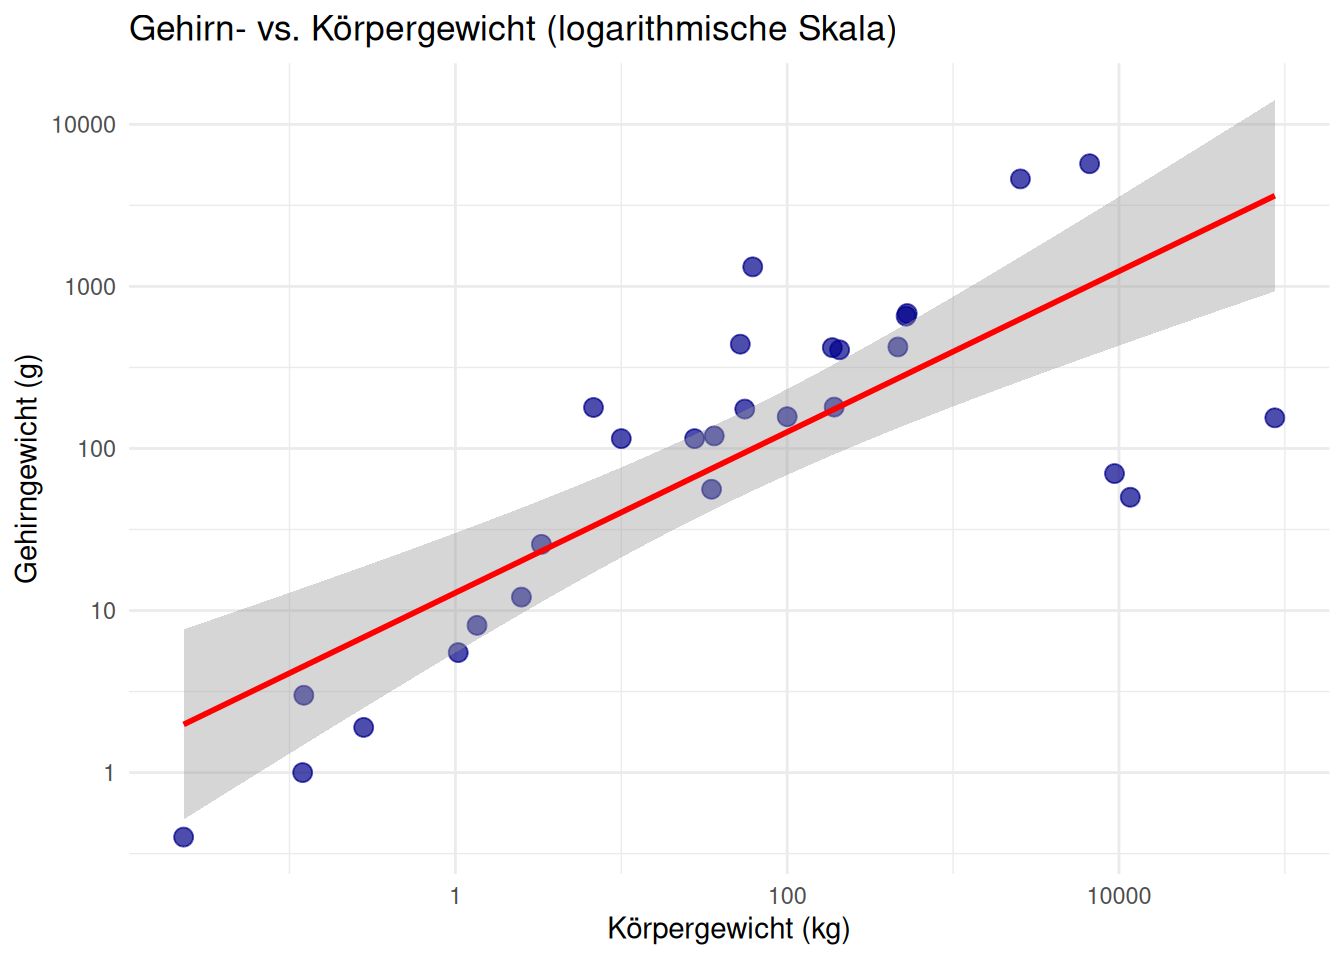 Gehirn- vs. Körpergewicht (logarithmische Skala)
10000
1000
100
10
1
Gehirngewicht (g)
1
100
10000
Körpergewicht (kg)